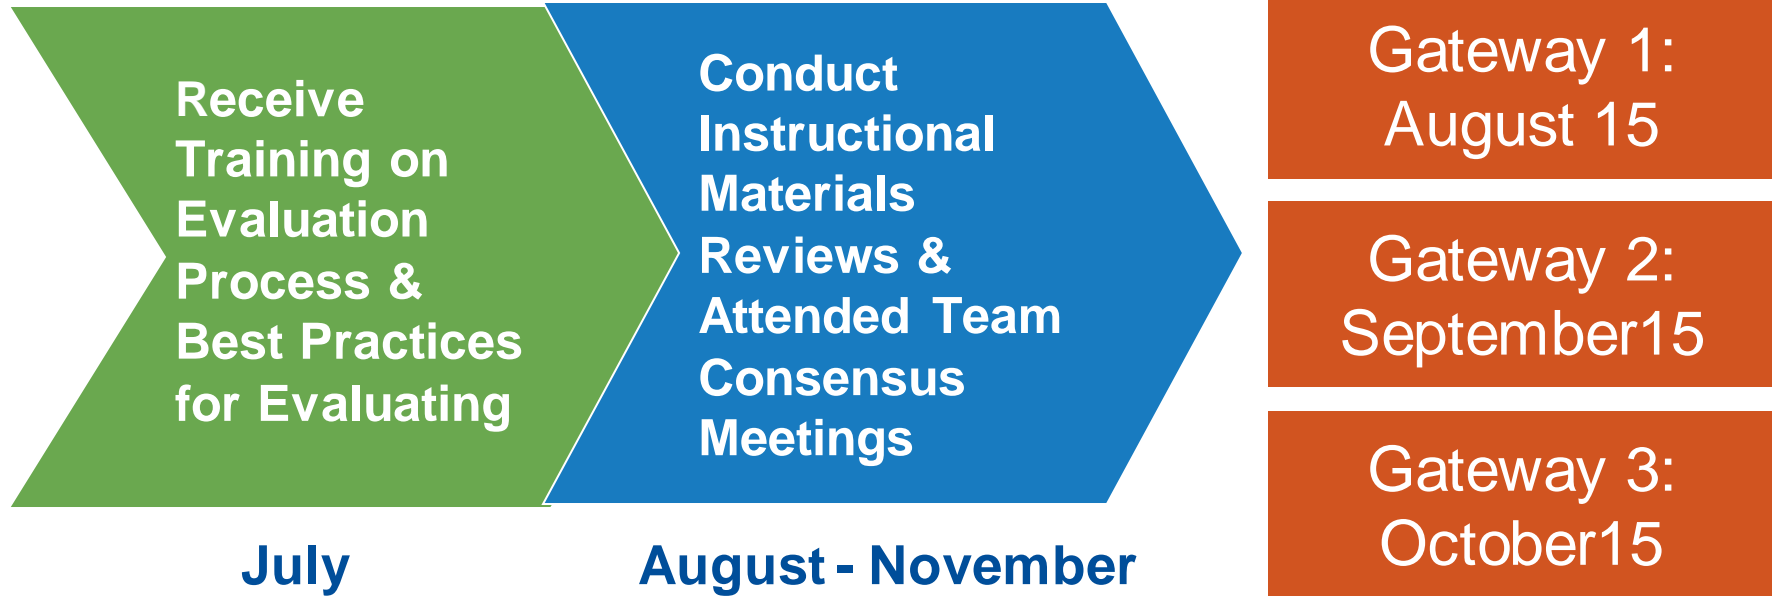 Receive
Training on
Evaluation
Process &
Best Practices
for Evaluating
July
Conduct
Instructional
Materials
Reviews &
Attended Team
Consensus
Meetings
August - November
Gateway 1:
August 15
Gateway 2:
September15
Gateway 3:
October15